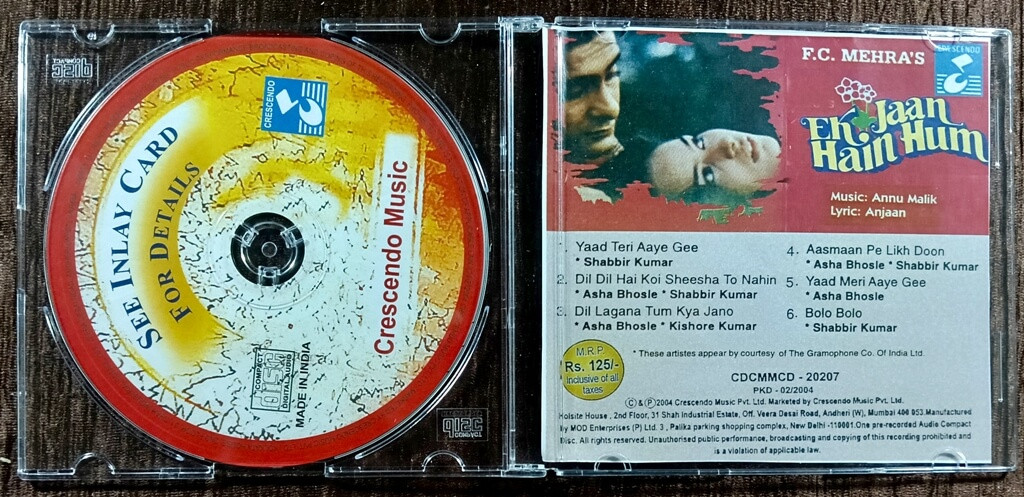 COMPACT
disc
SEE INLAY CARD
FOR DETAILS
CRESCENDO
Crescendo Music
COMPACT
disc
DIGITAL AUDIO
MADE IN INDIA
COMPACT
disc
F.C. MEHRA'S
CRESCENDO
Ek Jaan
Hain Hum
Music: Annu Malik
Lyric: Anjaan
1. Yaad Teri Aaye Gee
* Shabbir Kumar
2. Dil Dil Hai Koi Sheesha To Nahin
* Asha Bhosle * Shabbir Kumar
3. Dil Lagana Tum Kya Jano
* Asha Bhosle * Kishore Kumar
4. Aasmaan Pe Likh Doon
* Asha Bhosle * Shabbir Kumar
5. Yaad Meri Aaye Gee
* Asha Bhosle
6. Bolo Bolo
* Shabbir Kumar
M.R.P.
Rs. 125/-
Inclusive of all
taxes
* These artistes appear by courtesy of The Gramophone Co. Of India Ltd.
CDCMMCD - 20207
PKD - 02/2004
© & ℗ 2004 Crescendo Music Pvt. Ltd. Marketed by Crescendo Music Pvt. Ltd.
Holsite House , 2nd Floor, 31 Shah Industrial Estate, Off. Veera Desai Road, Andheri (W), Mumbai 400 053.Manufactured
by MOD Enterprises (P) Ltd. 3 , Palika parking shopping complex, New Delhi -110001.One pre-recorded Audio Compact
Disc. All rights reserved. Unauthorised public performance, broadcasting and copying of this recording prohibited and
is a violation of applicable law.